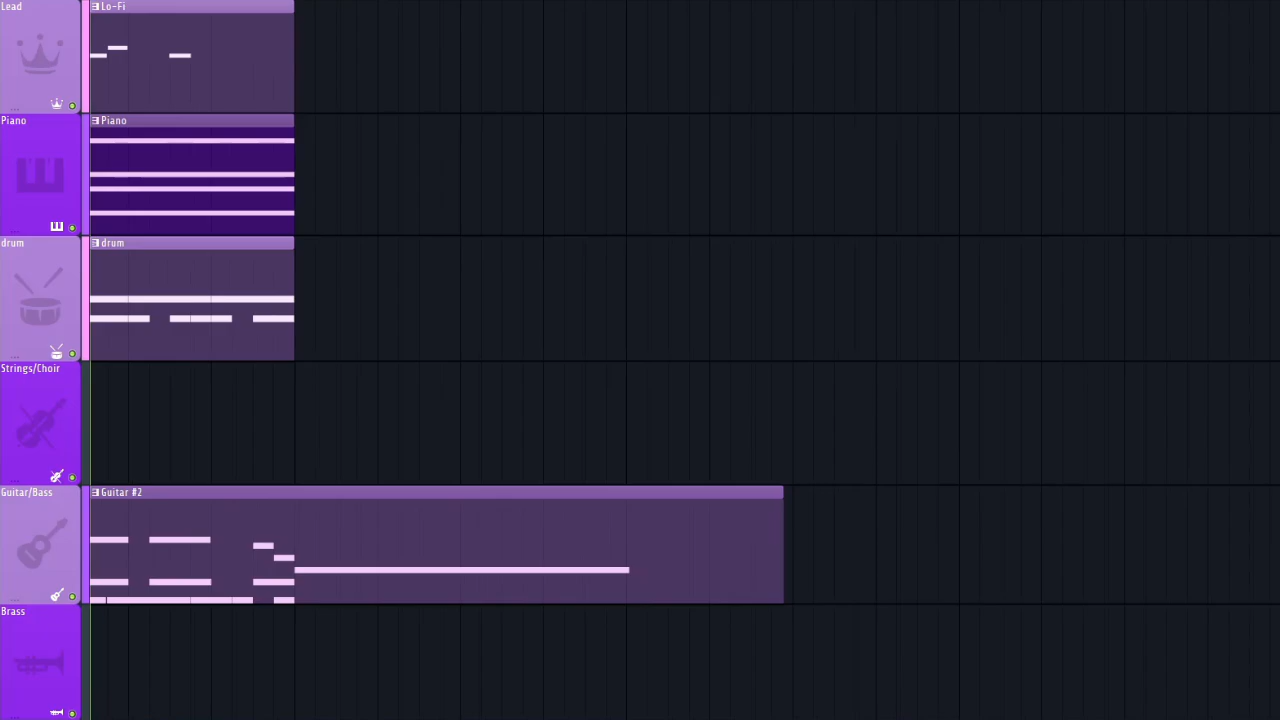 Lead
Lo-Fi
Piano
Piano
drum
drum
Strings/Choir
Guitar/Bass
Guitar #2
Brass